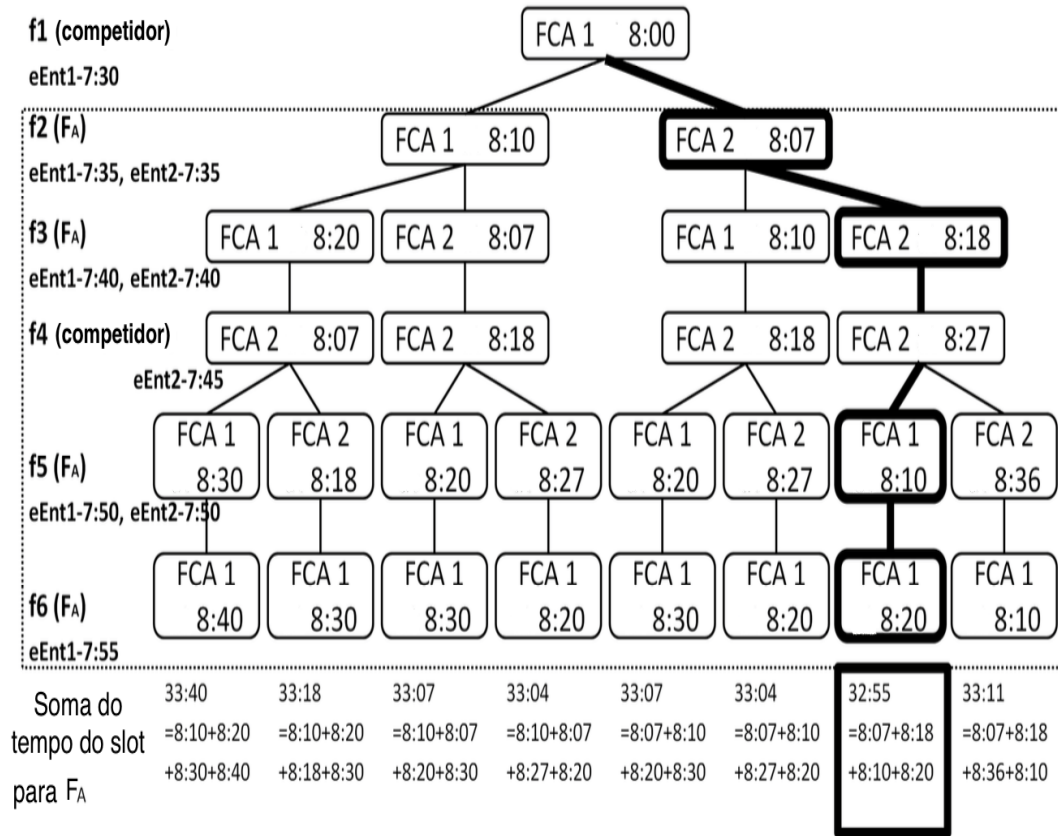 f1 (competidor)
FCA 1 8:00
eEnt1-7:30
f2 (FA)
FCA 1 8:10
FCA 2 8:07
eEnt1-7:35, eEnt2-7:35
f3 (FA)
FCA 1 8:20
FCA 2 8:07
FCA 1 8:10
FCA 2 8:18
eEnt1-7:40, eEnt2-7:40
f4 (competidor)
FCA 2 8:07
FCA 2 8:18
FCA 2 8:18
FCA 2 8:27
eEnt2-7:45
f5 (FA)
FCA 1
8:30
FCA 2
8:18
FCA 1
8:20
FCA 2
8:27
FCA 1
8:20
FCA 2
8:27
FCA 1
8:10
FCA 2
8:36
eEnt1-7:50, eEnt2-7:50
f6 (FA)
FCA 1
8:40
FCA 1
8:30
FCA 1
8:30
FCA 1
8:20
FCA 1
8:30
FCA 1
8:20
FCA 1
8:20
FCA 1
8:10
eEnt1-7:55
Soma do
tempo do slot
para FA
33:40
=8:10+8:20
+8:30+8:40
33:18
=8:10+8:20
+8:18+8:30
33:07
=8:10+8:07
+8:20+8:30
33:04
=8:10+8:07
+8:27+8:20
33:07
=8:07+8:10
+8:20+8:30
33:04
=8:07+8:10
+8:27+8:20
32:55
=8:07+8:18
+8:10+8:20
33:11
=8:07+8:18
+8:36+8:10